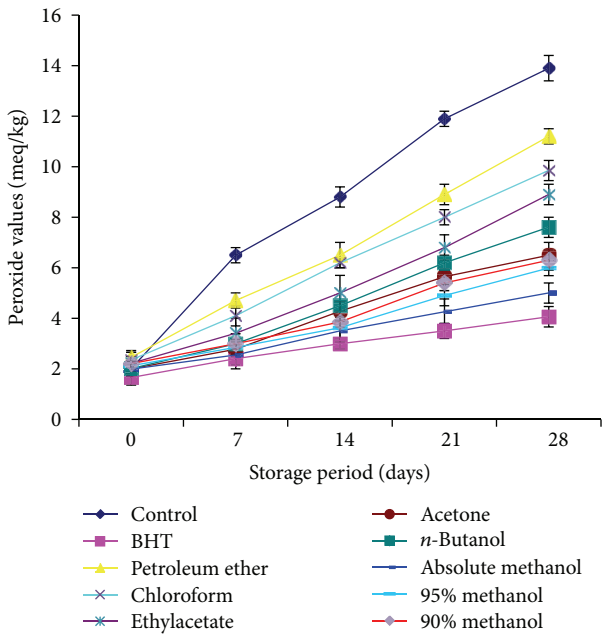 16
14
12
10
8
6
4
2
0
Peroxide values (meq/kg)
0 7 14 21 28
Storage period (days)
Control
BHT
Petroleum ether
Chloroform
Ethylacetate
Acetone
n-Butanol
Absolute methanol
95% methanol
90% methanol